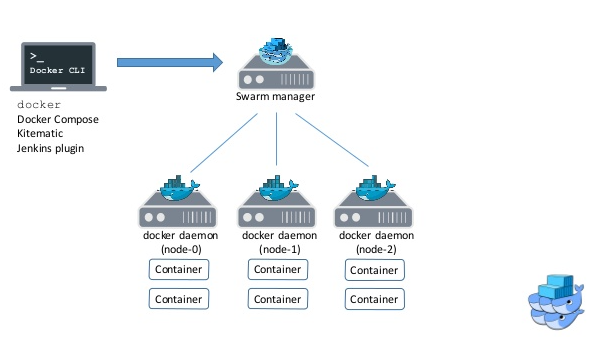 >_
Docker CLI
docker
Docker Compose
Kitematic
Jenkins plugin
Swarm manager
docker daemon
(node-0)
Container
Container
docker daemon
(node-1)
Container
Container
docker daemon
(node-2)
Container
Container